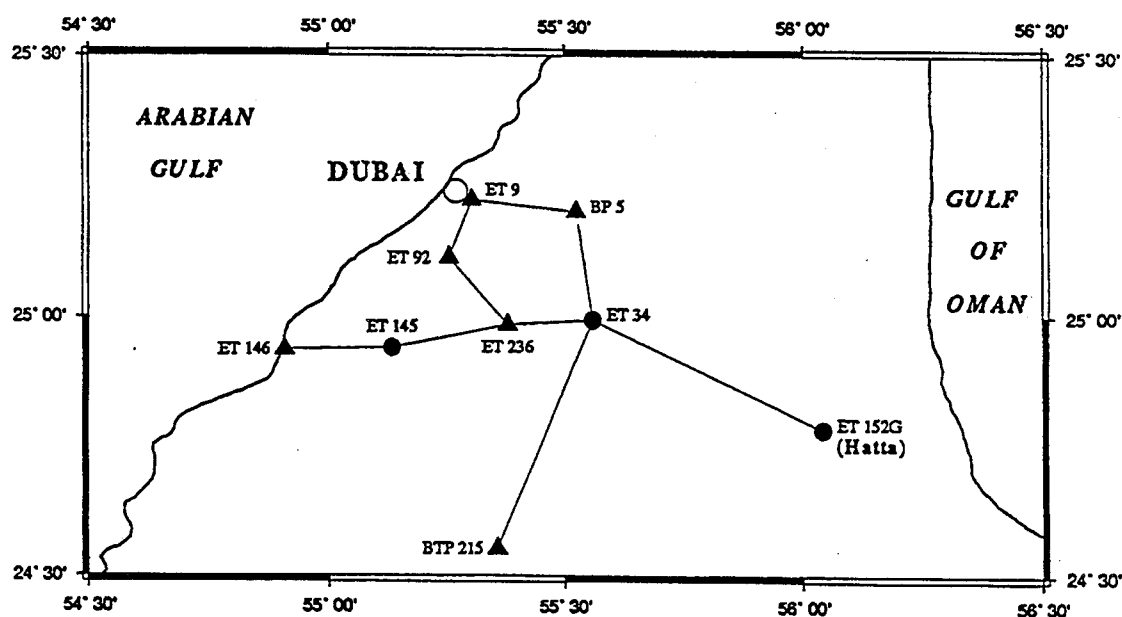 54° 30' 55° 00' 55° 30' 56° 00' 56° 30'
25° 30' 25° 30'
ARABIAN
GULF
DUBAI
ET 9
BP 5
GULF
OF
OMAN
ET 92
25° 00' 25° 00'
ET 145
ET 34
ET 146
ET 236
ET 152G
(Hatta)
BTP 215
24° 30' 24° 30'
54° 30' 55° 00' 55° 30' 56° 00' 56° 30'